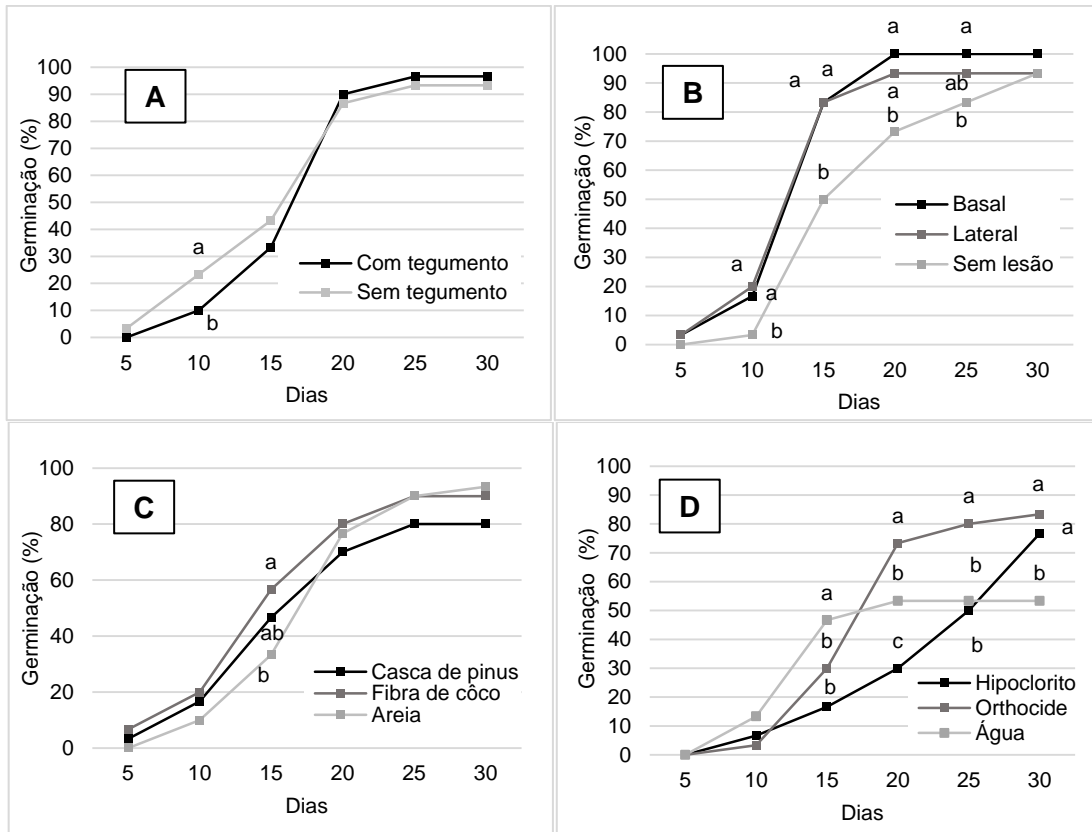 A
100
90
80
70
60
50
40
30
20
10
0
Germinação (%)
a
b
Com tegumento
Sem tegumento
5 10 15 20 25 30
Dias
B
100
90
80
70
60
50
40
30
20
10
0
Germinação (%)
a a
a a
a ab
b b
b
a
a
b
Basal
Lateral
Sem lesão
5 10 15 20 25 30
Dias
C
100
80
60
40
20
0
Germinação (%)
a
ab
b
Casca de pinus
Fibra de côco
Areia
5 10 15 20 25 30
Dias
D
100
90
80
70
60
50
40
30
20
10
0
Germinação (%)
a a a
a
a b b b
b c b
b
Hipoclorito
Orthocide
Água
5 10 15 20 25 30
Dias